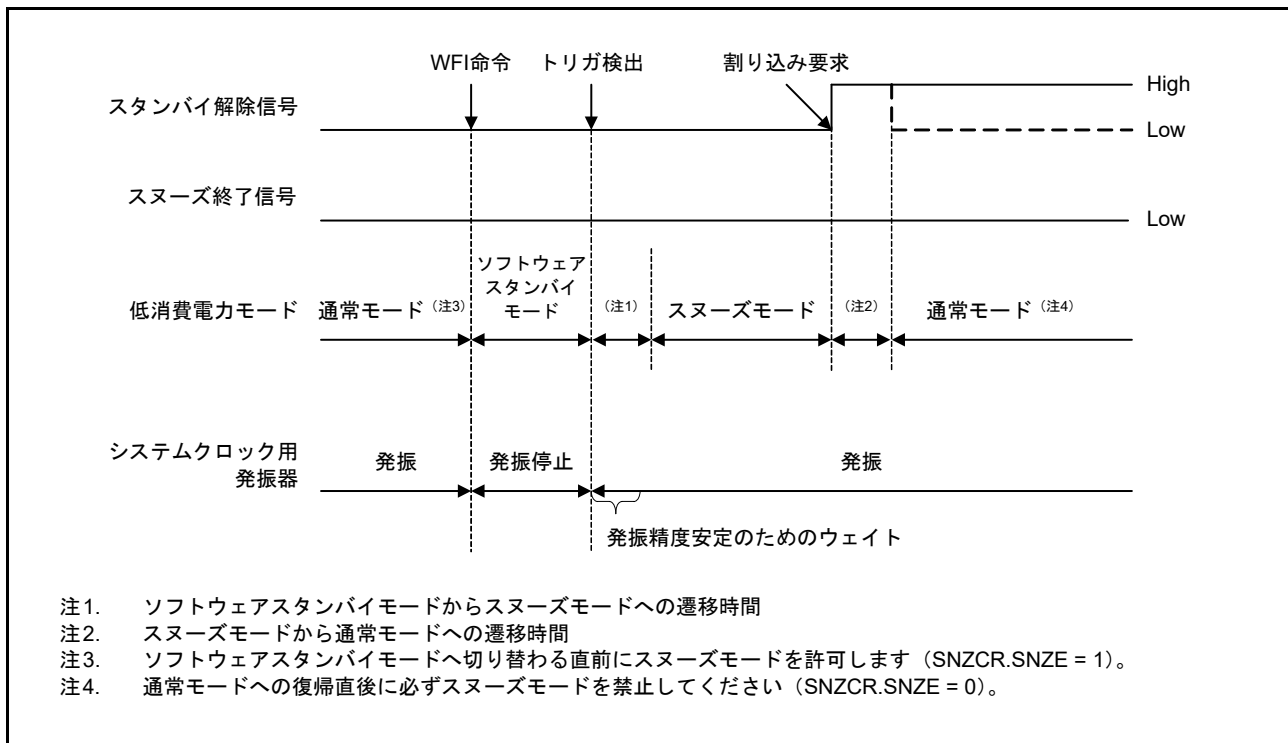 WFI命令 トリガ検出 割り込み要求
スタンバイ解除信号 High
Low
スヌーズ終了信号
Low
低消費電力モード 通常モード（注3） ソフトウェア
スタンバイ
モード （注1） スヌーズモード （注2） 通常モード（注4）
システムクロック用
発振器
発振 発振停止 発振
発振精度安定のためのウェイト
注1. ソフトウェアスタンバイモードからスヌーズモードへの遷移時間
注2. スヌーズモードから通常モードへの遷移時間
注3. ソフトウェアスタンバイモードへ切り替わる直前にスヌーズモードを許可します（SNZCR.SNZE = 1）。
注4. 通常モードへの復帰直後に必ずスヌーズモードを禁止してください（SNZCR.SNZE = 0）。